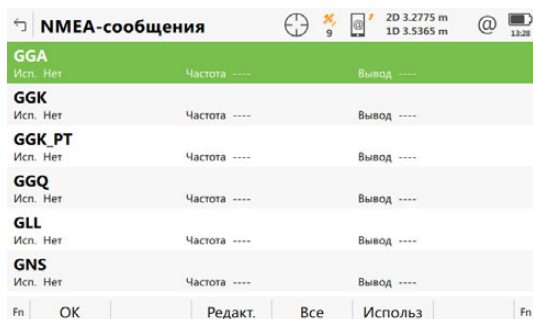 NMEA-сообщения 9 @ 2D 3.2775 m @
1D 3.5365 m 13:28
GGA
Исп. Нет Частота ---- Вывод ----
GGK
Исп. Нет Частота ---- Вывод ----
GGK_PT
Исп. Нет Частота ---- Вывод ----
GGQ
Исп. Нет Частота ---- Вывод ----
GLL
Исп. Нет Частота ---- Вывод ----
GNS
Исп. Нет Частота ---- Вывод ----
Fn OK Редакт. Все Использ Fn